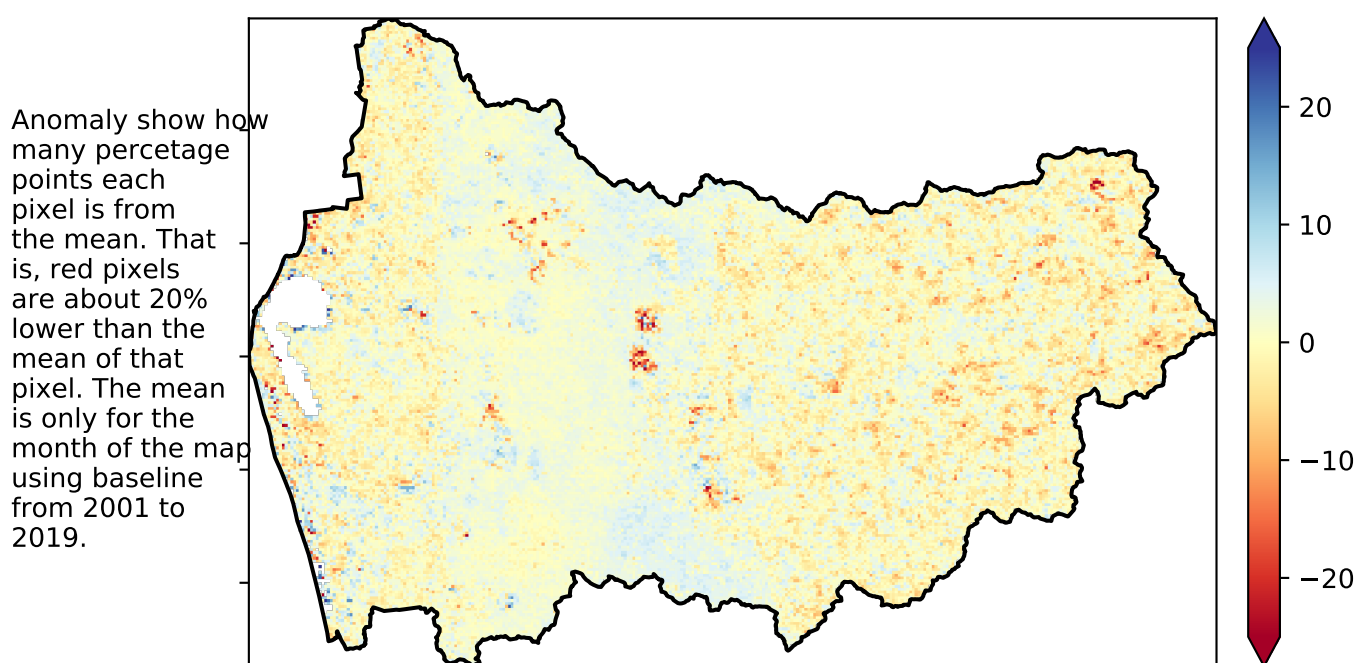 Anomaly show how
many percetage
points each
pixel is from
the mean. That
is, red pixels
are about 20%
lower than the
mean of that
pixel. The mean
is only for the
month of the map
using baseline
from 2001 to
2019.
20
10
0
−10
−20